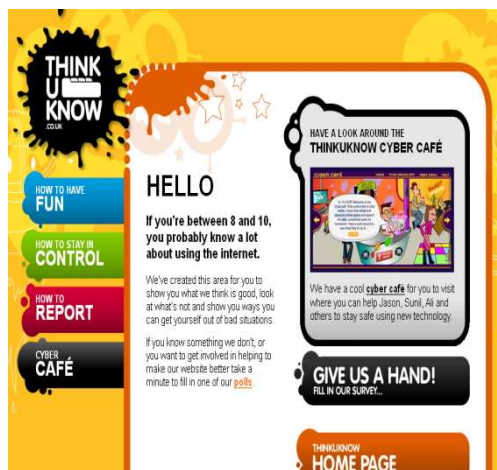 THINK
U
KNOW
.CO.UK
HOW TO HAVE
FUN
HOW TO STAY IN
CONTROL
HOW TO
REPORT
CYBER
CAFÉ
HELLO
If you're between 8 and 10,
you probably know a lot
about using the internet.
We've created this area for you to
show you what we think is good, look
at what's not and show you ways you
can get yourself out of bad situations.
If you know something we don't, or
you want to get involved in helping to
make our website better take a
minute to fill in one of our polls.
HAVE A LOOK AROUND THE
THINKUKNOW CYBER CAFÉ
CYBER CAFÉ
We have a cool cyber cafè for you to visit
where you can help Jason, Sunil, Ali and
others to stay safe using new technology.
GIVE US A HAND!
FILL IN OUR SURVEY...
THINKUKNOW
HOME PAGE